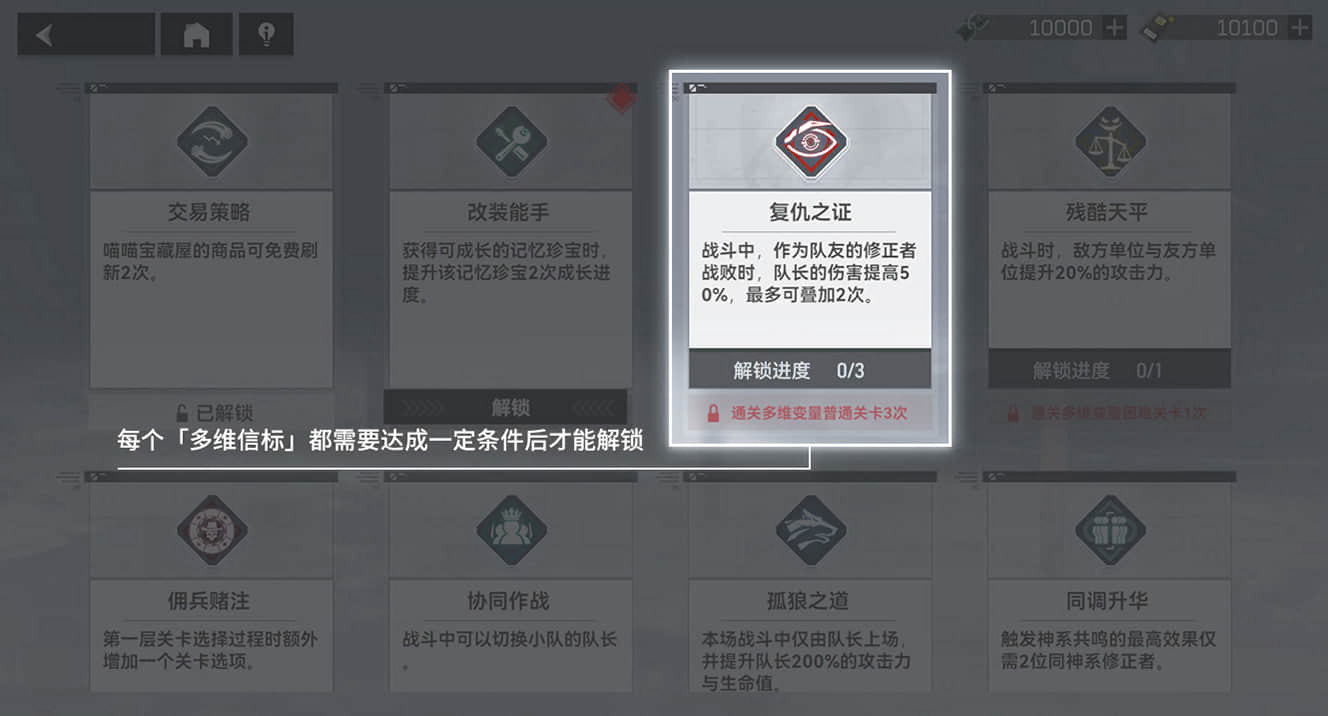 10000
10100
交易策略
喵喵宝藏屋的商品可免费刷
新2次。
已解锁
改装能手
获得可成长的记忆珍宝时，
提升该记忆珍宝2次成长进
度。
解锁
复仇之证
战斗中，作为队友的修正者
战败时，队长的伤害提高5
0%，最多可叠加2次。
解锁进度 0/3
通关多维变量普通关卡3次
残酷天平
战斗时，敌方单位与友方单
位提升20%的攻击力。
解锁进度 0/1
通关多维变量困难关卡1次
每个「多维信标」都需要达成一定条件后才能解锁
佣兵赌注
第一层关卡选择过程时额外
增加一个关卡选项。
协同作战
战斗中可以切换小队的队长
。
孤狼之道
本场战斗中仅由队长上场，
并提升队长200%的攻击力
与生命值。
同调升华
触发神系共鸣的最高效果仅
需2位同神系修正者。